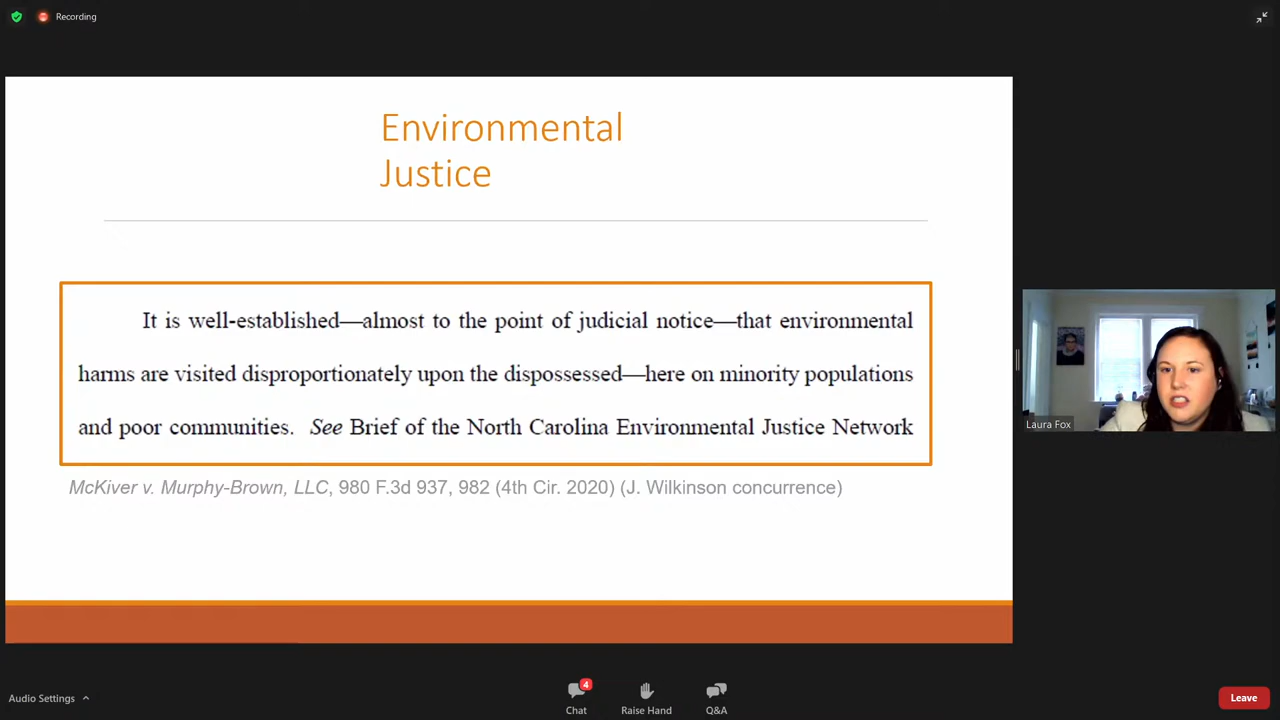 Recording
Environmental
Justice
It is well-established—almost to the point of judicial notice—that environmental
harms are visited disproportionately upon the dispossessed—here on minority populations
and poor communities. See Brief of the North Carolina Environmental Justice Network
McKiver v. Murphy-Brown, LLC, 980 F.3d 937, 982 (4th Cir. 2020) (J. Wilkinson concurrence)
Laura Fox
Audio Settings
4
Chat
Raise Hand
Q&A
Leave